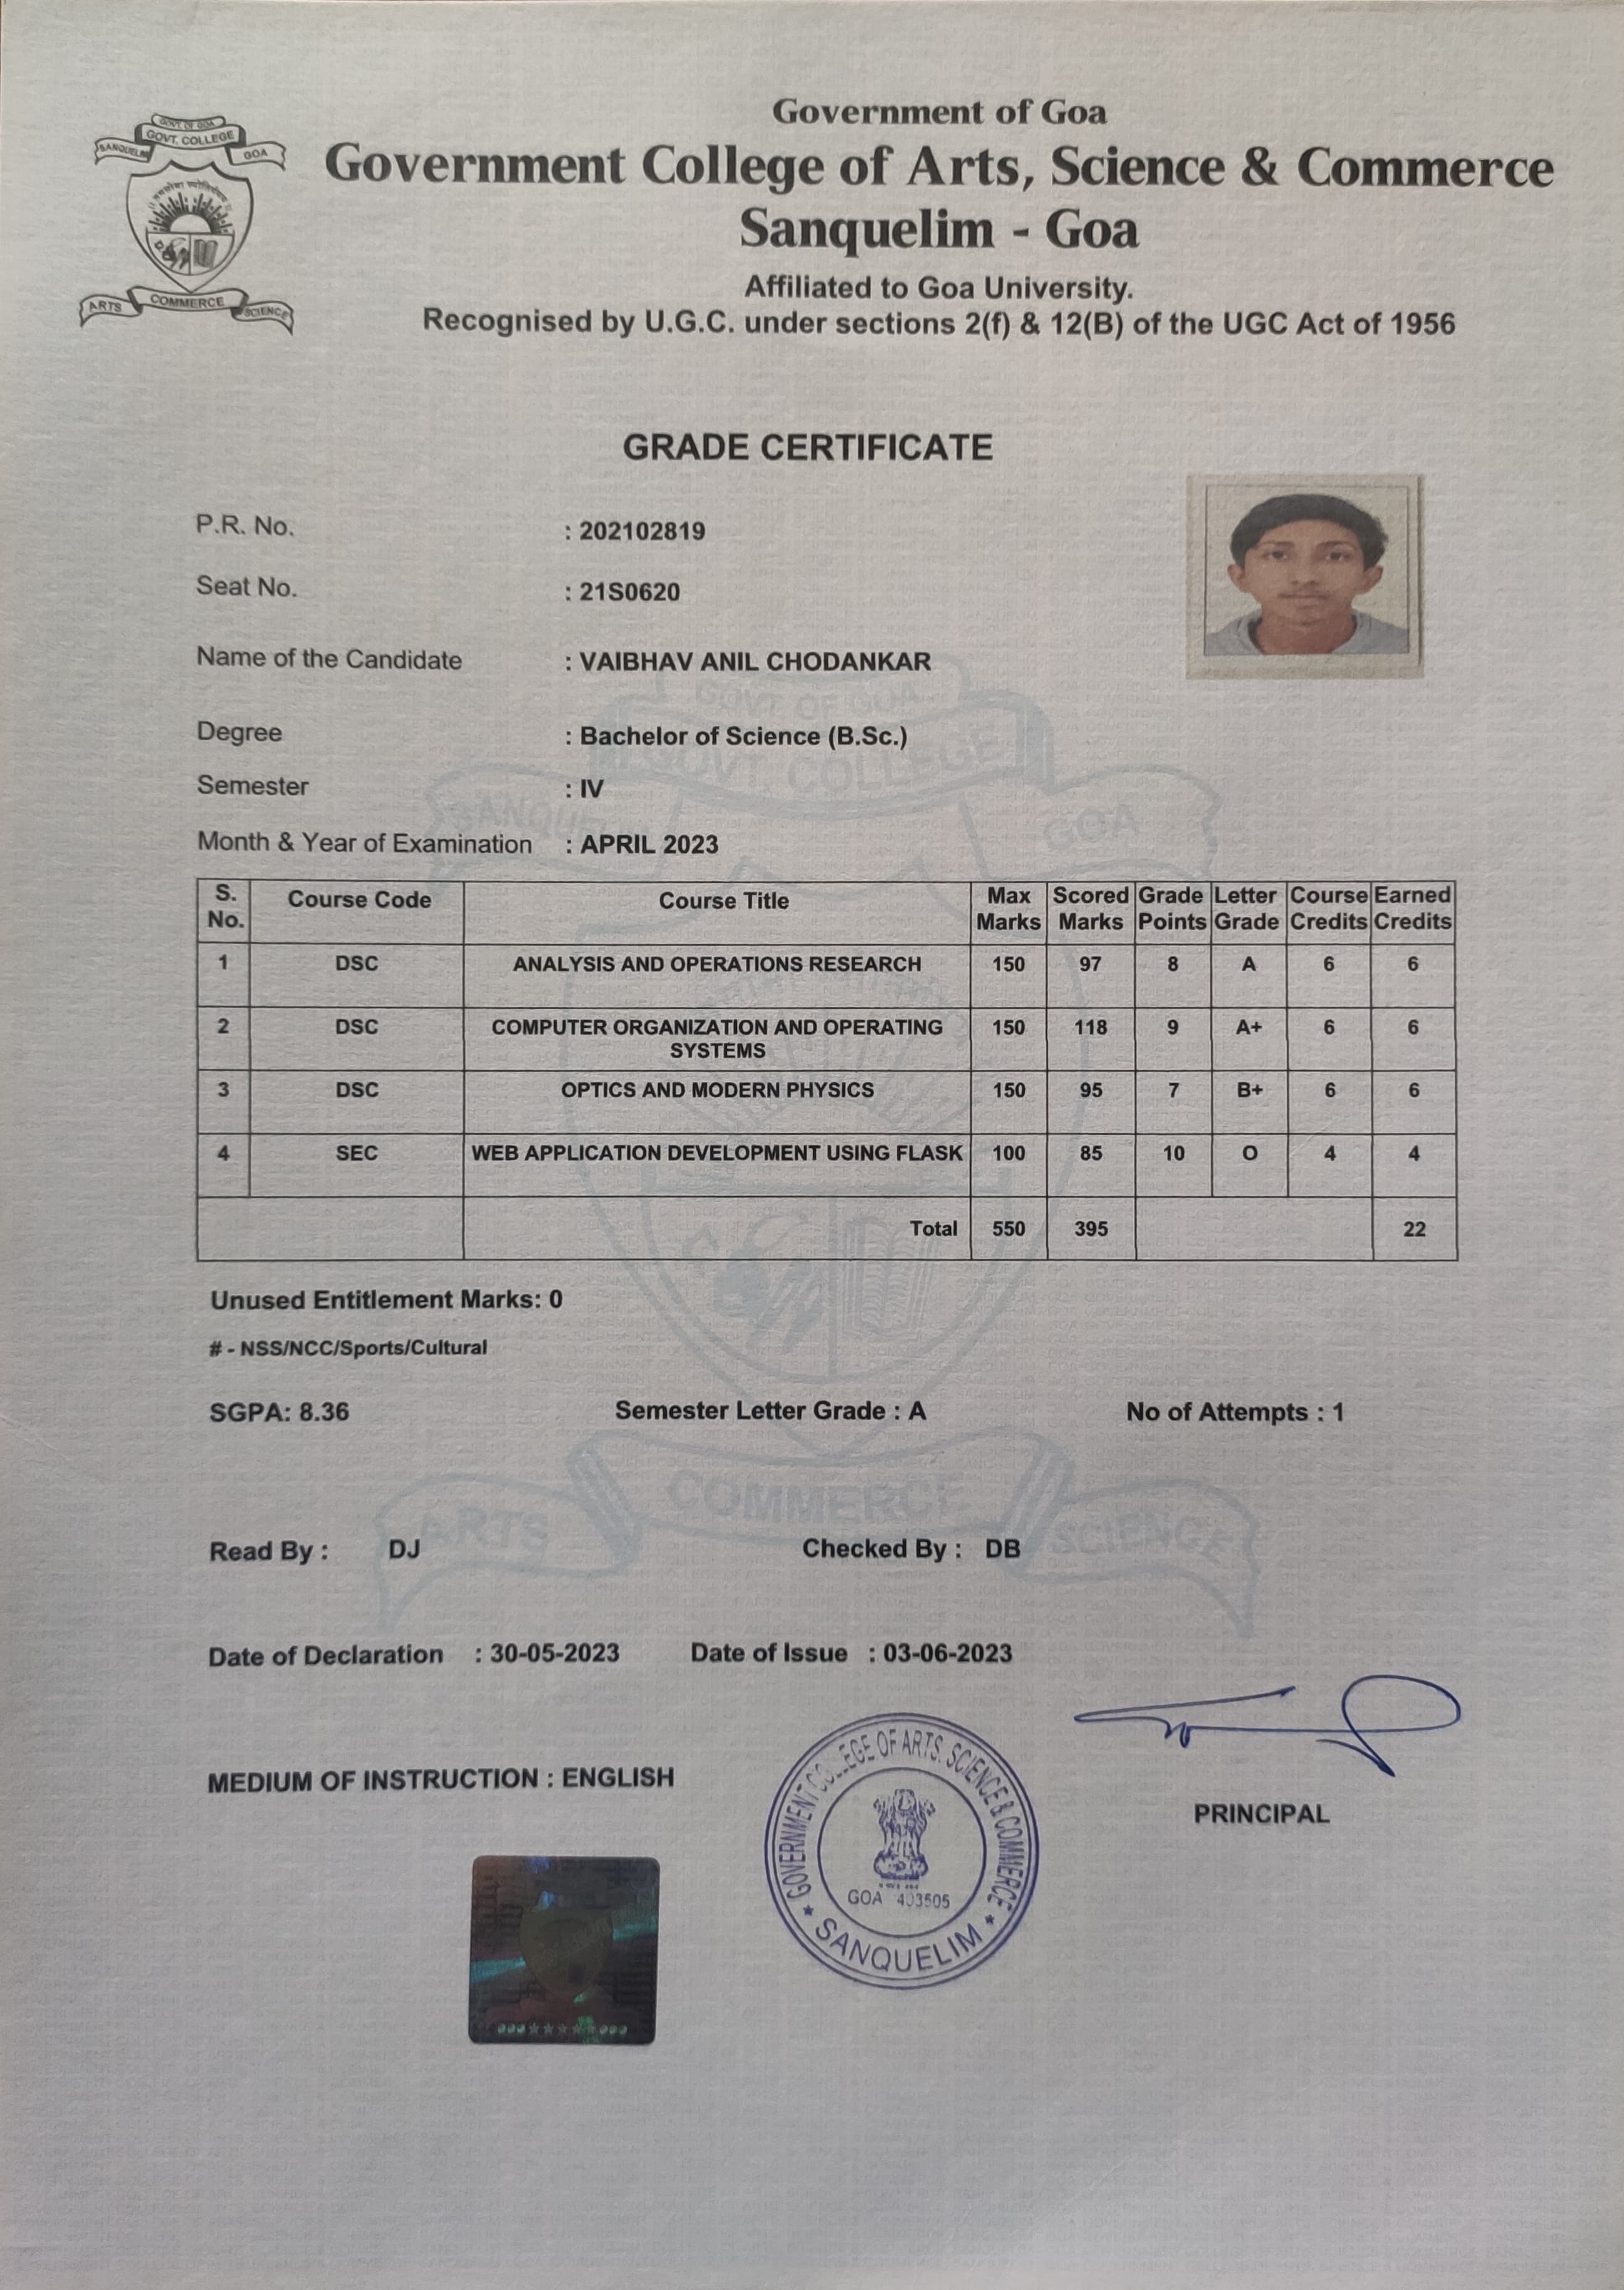 GOVT. OF GOA
GOVT. COLLEGE
SANQUELIM
GOA
ARTS
COMMERCE
SCIENCE
Government of Goa
Government College of Arts, Science & Commerce
Sanquelim - Goa
Affiliated to Goa University.
Recognised by U.G.C. under sections 2(f) & 12(B) of the UGC Act of 1956
GRADE CERTIFICATE
P.R. No. : 202102819
Seat No. : 21S0620
Name of the Candidate : VAIBHAV ANIL CHODANKAR
Degree : Bachelor of Science (B.Sc.)
Semester : IV
Month & Year of Examination : APRIL 2023
S. No. Course Code Course Title Max Marks Scored Marks Grade Points Letter Grade Course Credits Earned Credits
1 DSC ANALYSIS AND OPERATIONS RESEARCH 150 97 8 A 6 6
2 DSC COMPUTER ORGANIZATION AND OPERATING SYSTEMS 150 118 9 A+ 6 6
3 DSC OPTICS AND MODERN PHYSICS 150 95 7 B+ 6 6
4 SEC WEB APPLICATION DEVELOPMENT USING FLASK 100 85 10 O 4 4
Total 550 395 22
Unused Entitlement Marks: 0
# - NSS/NCC/Sports/Cultural
SGPA: 8.36 Semester Letter Grade : A No of Attempts : 1
Read By : DJ Checked By : DB
Date of Declaration : 30-05-2023 Date of Issue : 03-06-2023
MEDIUM OF INSTRUCTION : ENGLISH
PRINCIPAL
GOVERNMENT COLLEGE OF ARTS, SCIENCE & COMMERCE
GOA 403505
SANQUELIM
GOVT OF GOA
GOVT. COLLEGE
GOA
ARTS
COMMERCE
SCIENCE